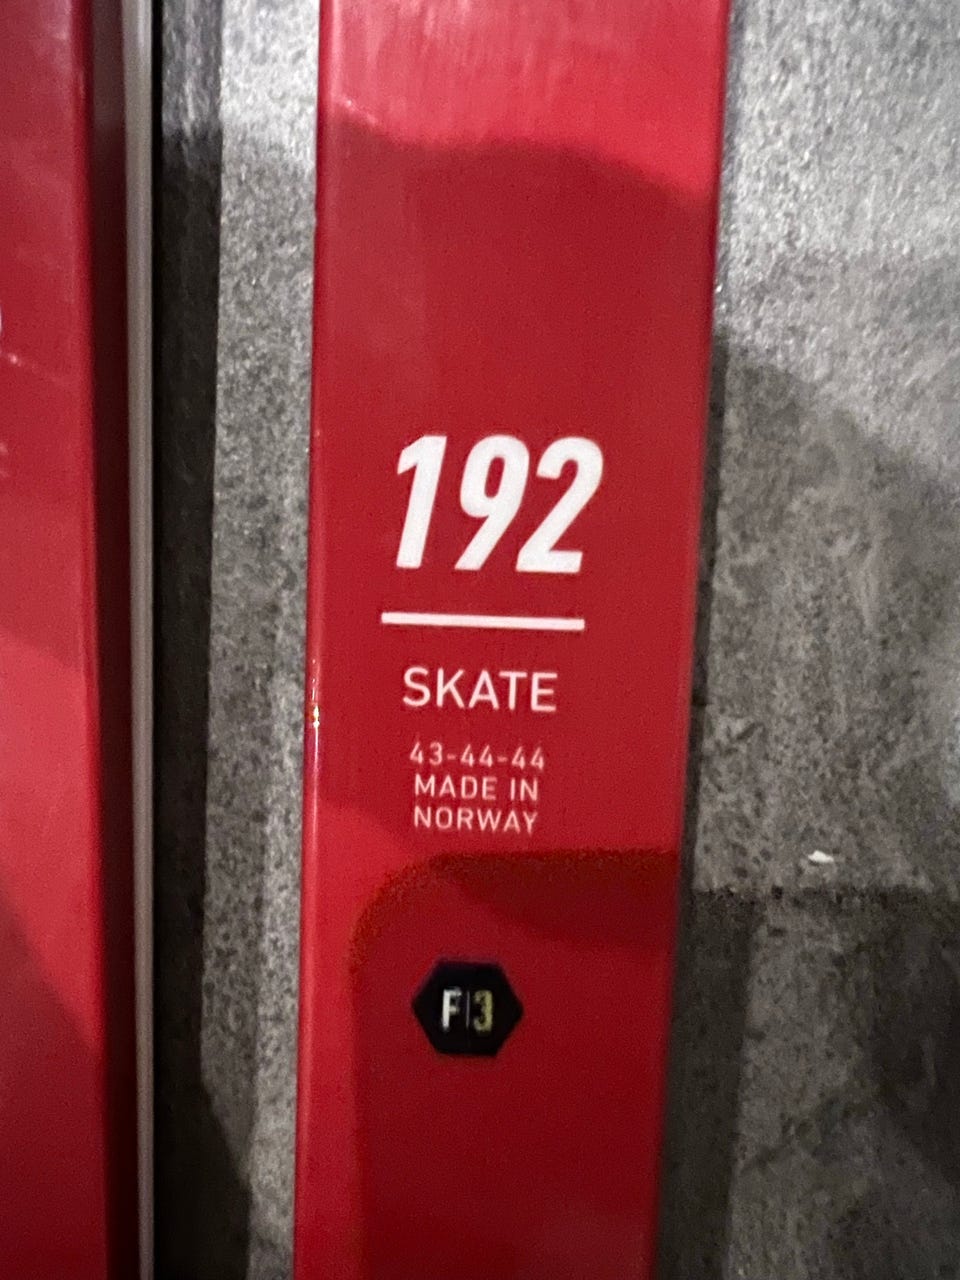 192
SKATE
43-44-44
MADE IN
NORWAY
F|3